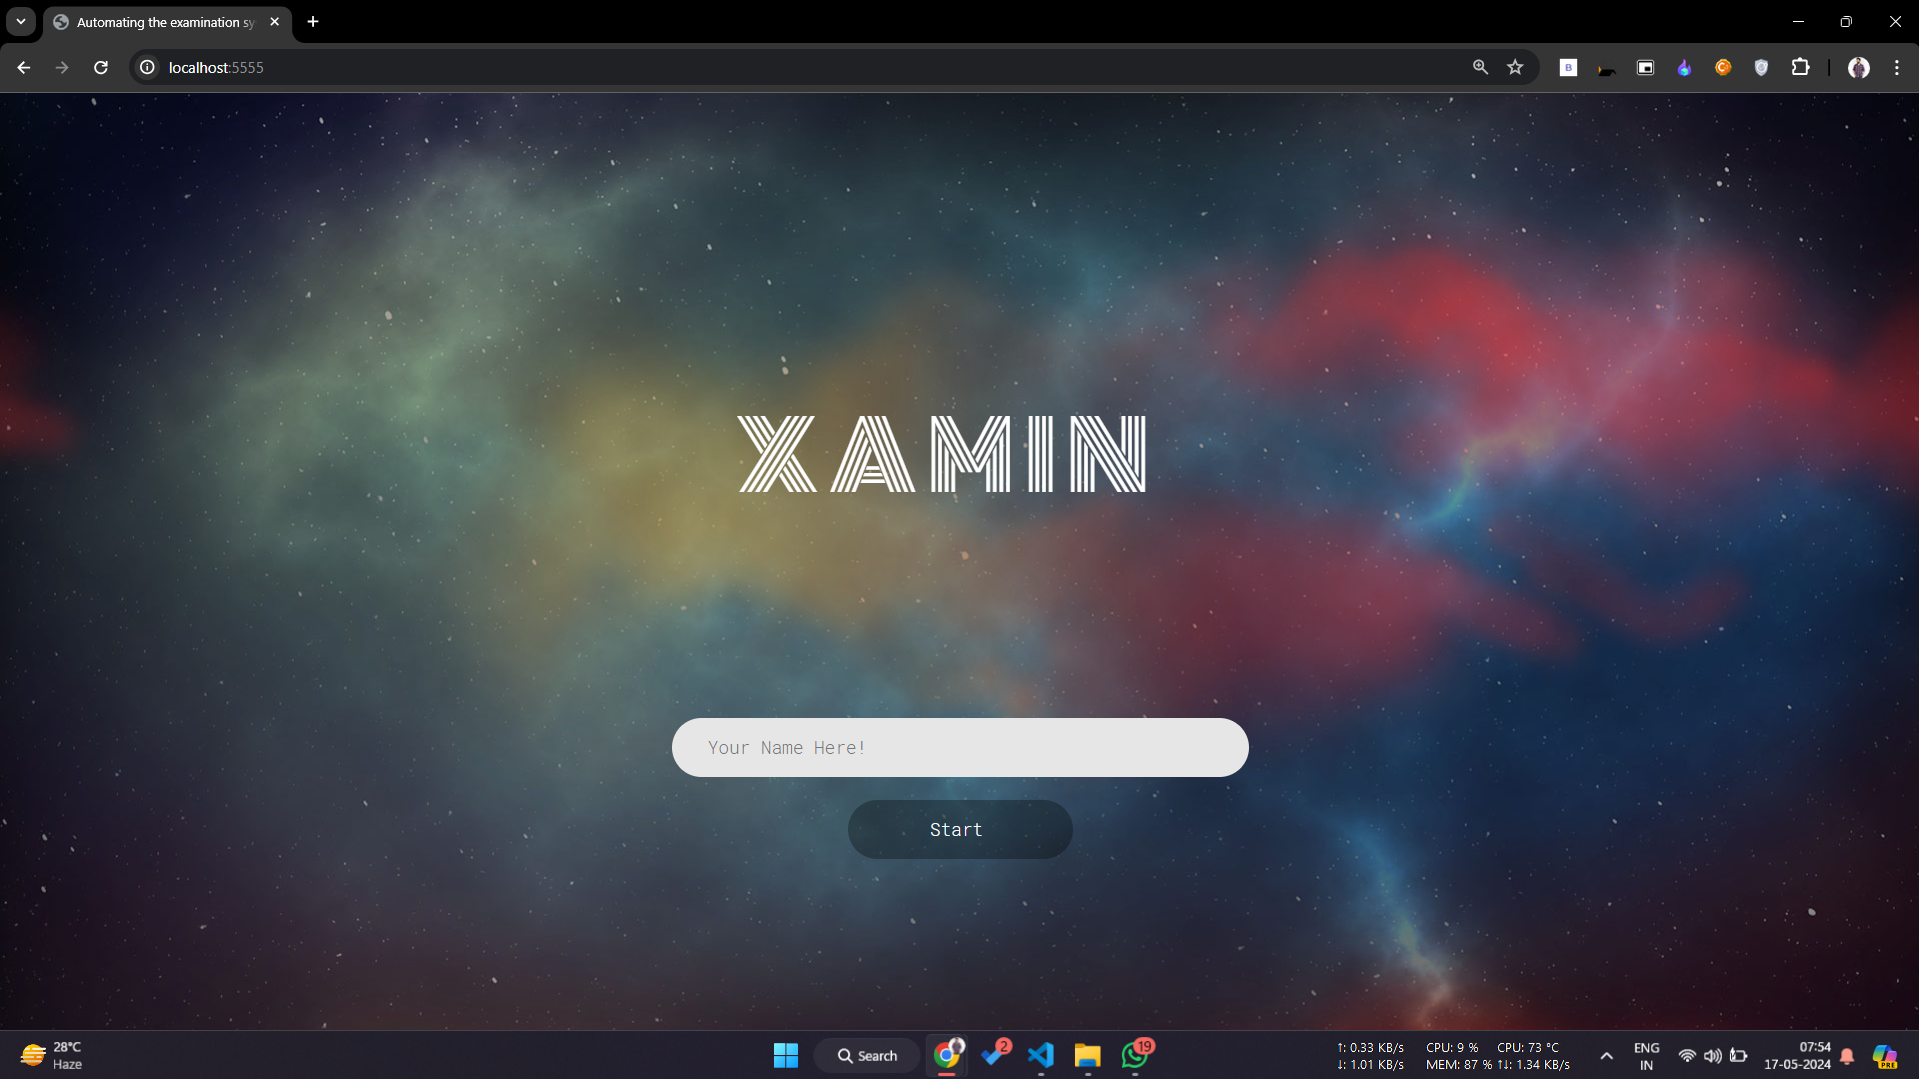 Automating the examination sy
localhost:5555
XAMIN
Your Name Here!
Start
28°C
Haze
Search
2
19
↑: 0.33 KB/s CPU: 9 % CPU: 73 °C
↓: 1.01 KB/s MEM: 87 % ↑↓: 1.34 KB/s
ENG
IN
07:54
17-05-2024
PRE